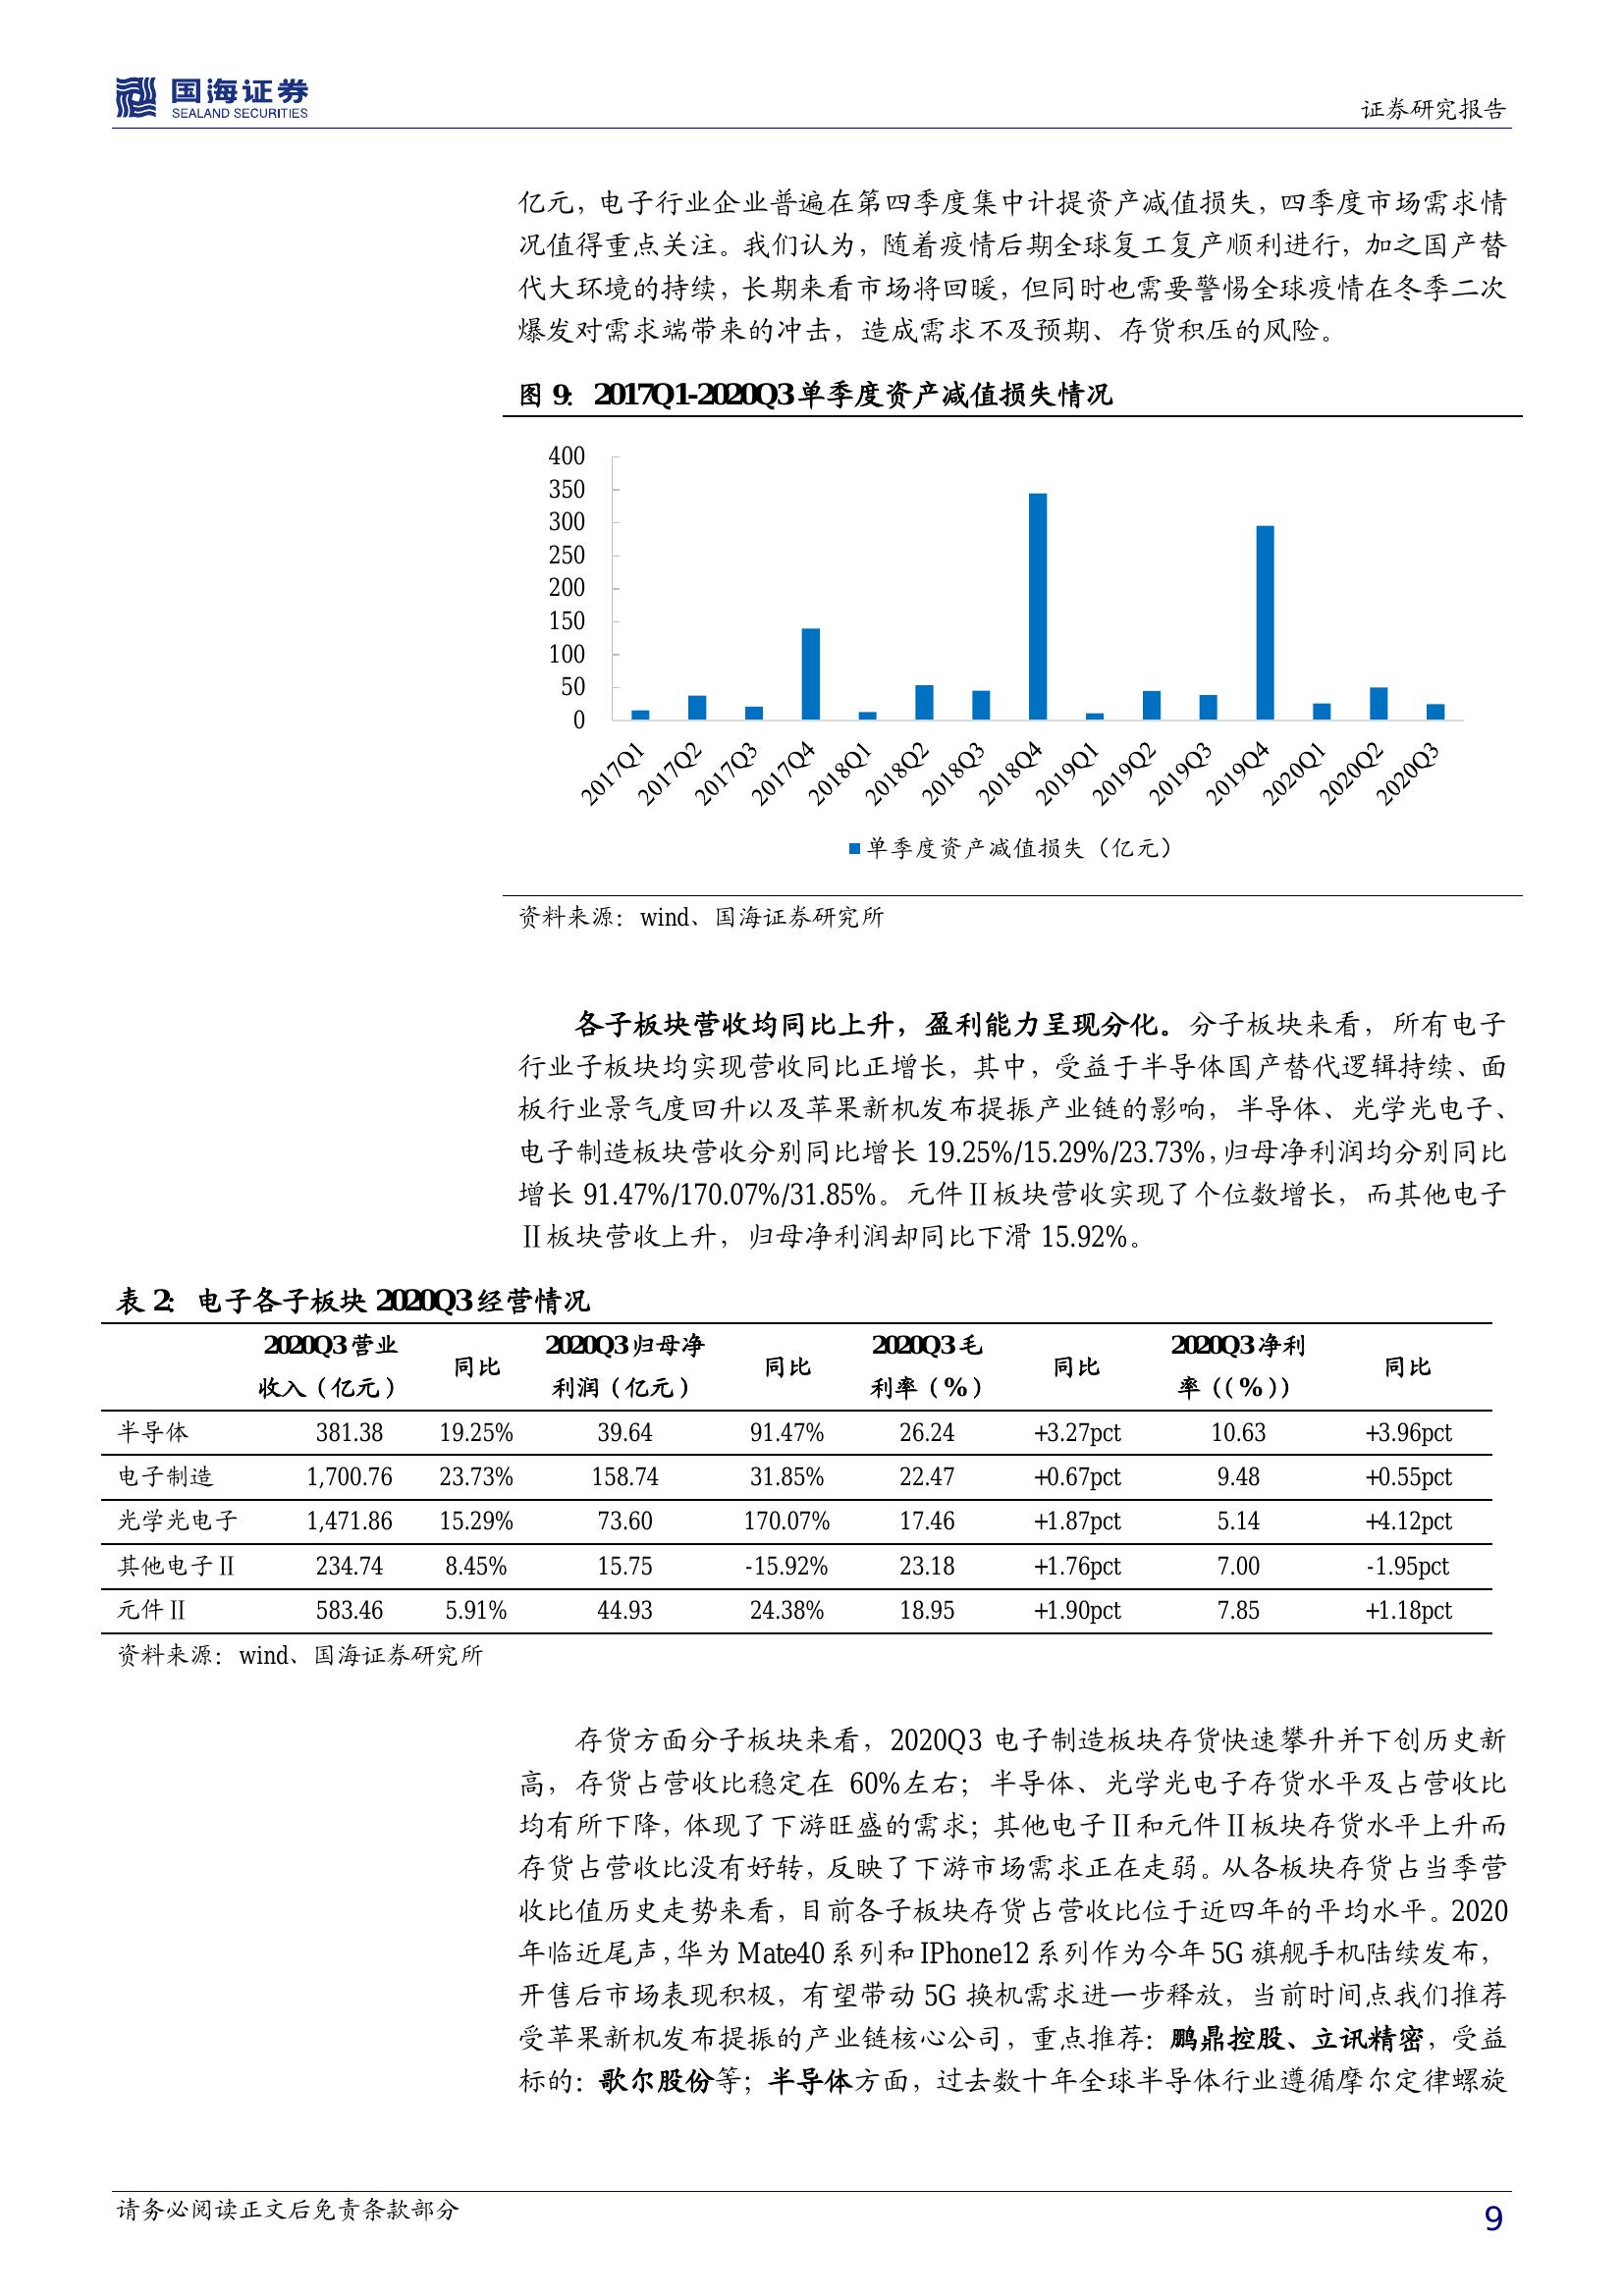 国海证券
SEALAND SECURITIES
证券研究报告
亿元，电子行业企业普遍在第四季度集中计提资产减值损失，四季度市场需求情
况值得重点关注。我们认为，随着疫情后期全球复工复产顺利进行，加之国产替
代大环境的持续，长期来看市场将回暖，但同时也需要警惕全球疫情在冬季二次
爆发对需求端带来的冲击，造成需求不及预期、存货积压的风险。
图 9： 2017Q1-2020Q3 单季度资产减值损失情况
400
350
300
250
200
150
100
50
0
2017Q1 2017Q2 2017Q3 2017Q4 2018Q1 2018Q2 2018Q3 2018Q4 2019Q1 2019Q2 2019Q3 2019Q4 2020Q1 2020Q2 2020Q3
单季度资产减值损失（亿元）
资料来源：wind、国海证券研究所
各子板块营收均同比上升，盈利能力呈现分化。分子板块来看，所有电子
行业子板块均实现营收同比正增长，其中，受益于半导体国产替代逻辑持续、面
板行业景气度回升以及苹果新机发布提振产业链的影响，半导体、光学光电子、
电子制造板块营收分别同比增长 19.25%/15.29%/23.73%，归母净利润均分别同比
增长 91.47%/170.07%/31.85%。元件Ⅱ板块营收实现了个位数增长，而其他电子
Ⅱ板块营收上升，归母净利润却同比下滑 15.92%。
表 2： 电子各子板块 2020Q3 经营情况
2020Q3 营业收入（亿元） 同比 2020Q3 归母净利润（亿元） 同比 2020Q3 毛利率（%） 同比 2020Q3 净利率（(%)） 同比
半导体 381.38 19.25% 39.64 91.47% 26.24 +3.27pct 10.63 +3.96pct
电子制造 1,700.76 23.73% 158.74 31.85% 22.47 +0.67pct 9.48 +0.55pct
光学光电子 1,471.86 15.29% 73.60 170.07% 17.46 +1.87pct 5.14 +4.12pct
其他电子Ⅱ 234.74 8.45% 15.75 -15.92% 23.18 +1.76pct 7.00 -1.95pct
元件Ⅱ 583.46 5.91% 44.93 24.38% 18.95 +1.90pct 7.85 +1.18pct
资料来源：wind、国海证券研究所
存货方面分子板块来看，2020Q3 电子制造板块存货快速攀升并下创历史新
高，存货占营收比稳定在 60%左右；半导体、光学光电子存货水平及占营收比
均有所下降，体现了下游旺盛的需求；其他电子Ⅱ和元件Ⅱ板块存货水平上升而
存货占营收比没有好转，反映了下游市场需求正在走弱。从各板块存货占当季营
收比值历史走势来看，目前各子板块存货占营收比位于近四年的平均水平。2020
年临近尾声，华为 Mate40 系列和 IPhone12 系列作为今年 5G 旗舰手机陆续发布，
开售后市场表现积极，有望带动 5G 换机需求进一步释放，当前时间点我们推荐
受苹果新机发布提振的产业链核心公司，重点推荐：鹏鼎控股、立讯精密，受益
标的：歌尔股份等；半导体方面，过去数十年全球半导体行业遵循摩尔定律螺旋
请务必阅读正文后免责条款部分
9